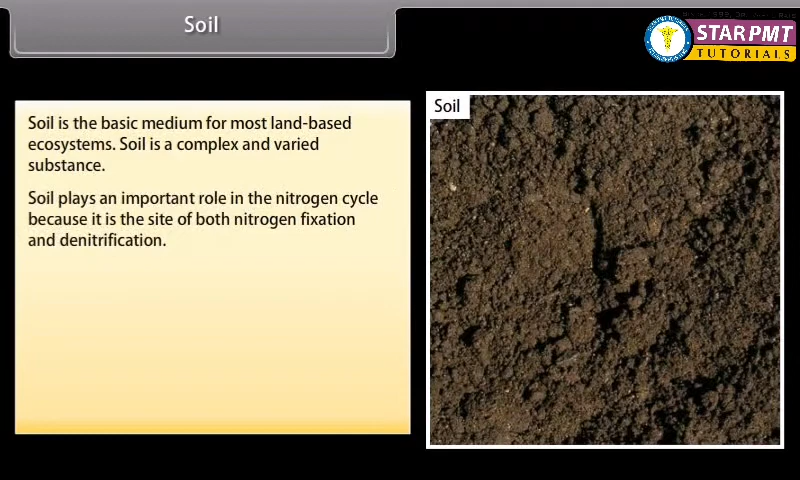 Soil
STAR PMT
TUTORIALS
Soil is the basic medium for most land-based
ecosystems. Soil is a complex and varied
substance.
Soil plays an important role in the nitrogen cycle
because it is the site of both nitrogen fixation
and denitrification.
Soil